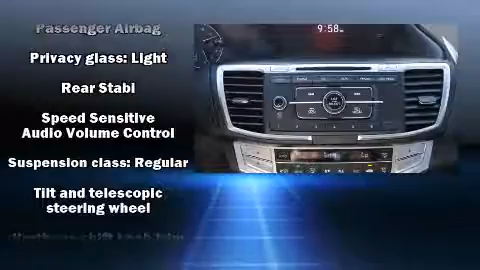 Passenger Airbag
Privacy glass: Light
Rear Stabi
Speed Sensitive
Audio Volume Control
Suspension class: Regular
Tilt and telescopic
steering wheel
9:58